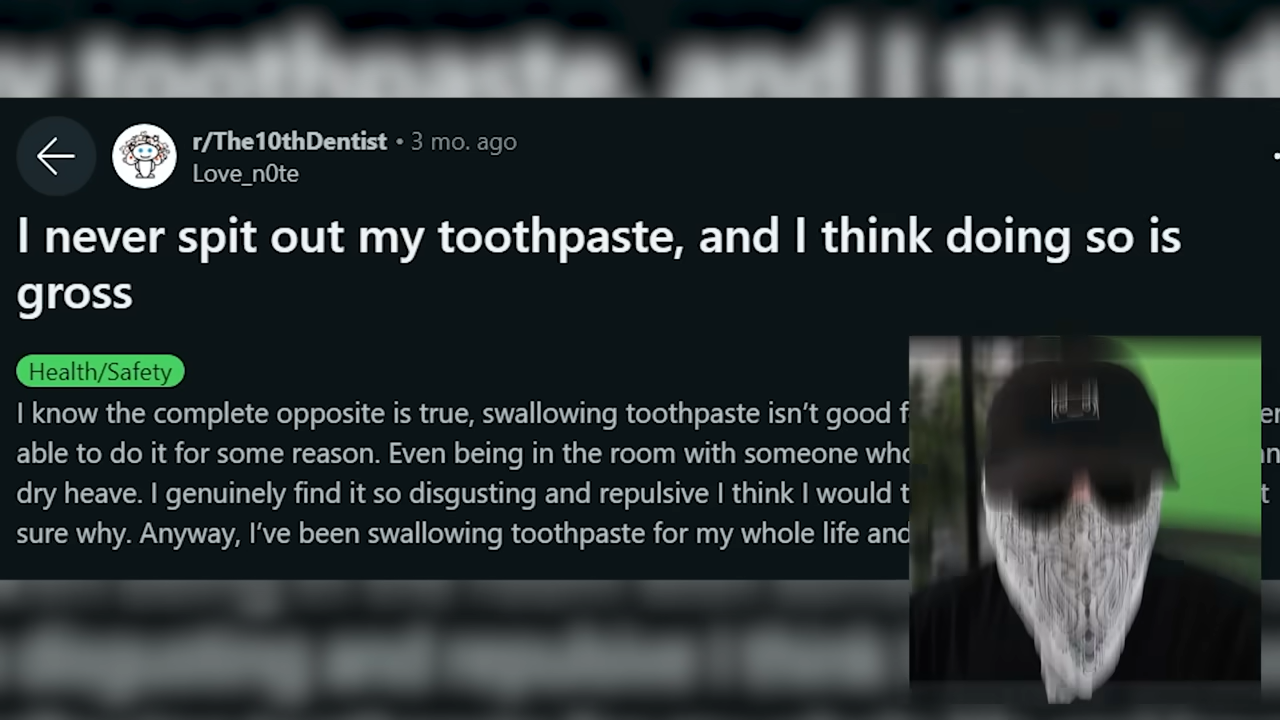 y toothpaste, and I think d
r/The10thDentist • 3 mo. ago
Love_n0te
I never spit out my toothpaste, and I think doing so is
gross
Health/Safety
I know the complete opposite is true, swallowing toothpaste isn’t good f
able to do it for some reason. Even being in the room with someone who
dry heave. I genuinely find it so disgusting and repulsive I think I would t
sure why. Anyway, I’ve been swallowing toothpaste for my whole life and